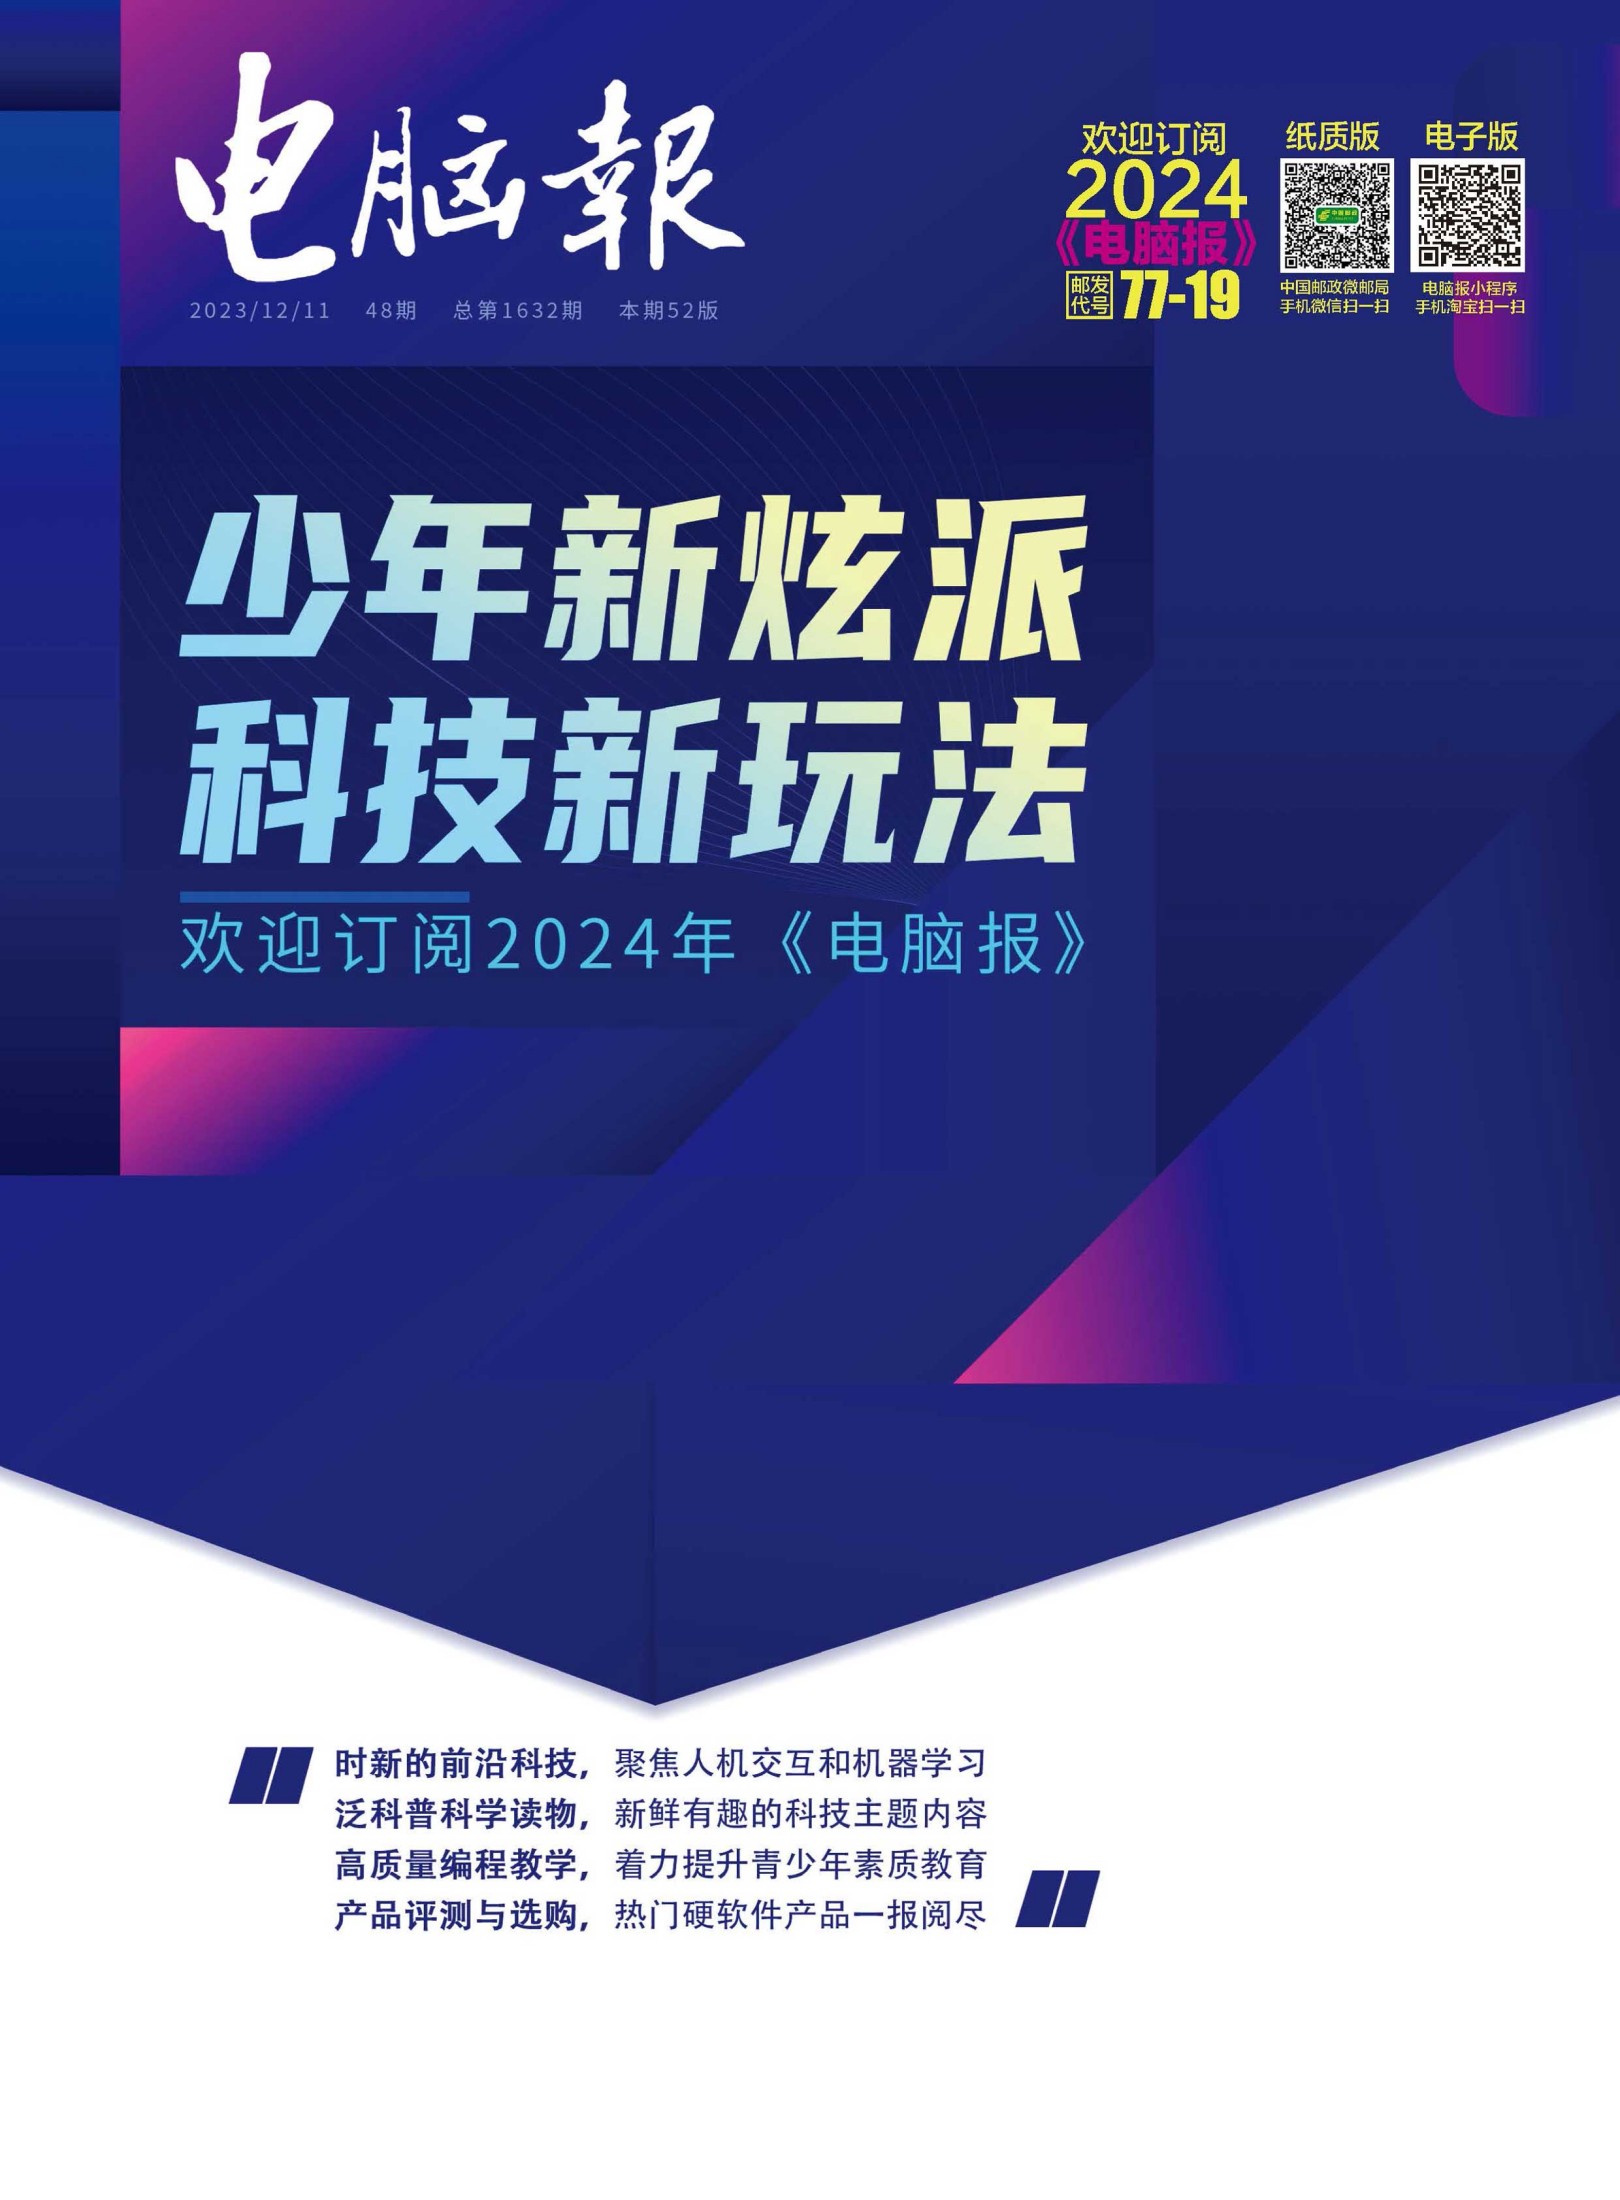 电脑報
2023/12/11 48期 总第1632期 本期52版
欢迎订阅
2024
《电脑报》
邮发代号 77-19
纸质版
中国邮政
中国邮政微邮局
手机微信扫一扫
电子版
电脑报小程序
手机淘宝扫一扫
少年新炫派
科技新玩法
欢迎订阅2024年《电脑报》
时新的前沿科技，聚焦人机交互和机器学习
泛科普科学读物，新鲜有趣的科技主题内容
高质量编程教学，着力提升青少年素质教育
产品评测与选购，热门硬软件产品一报阅尽